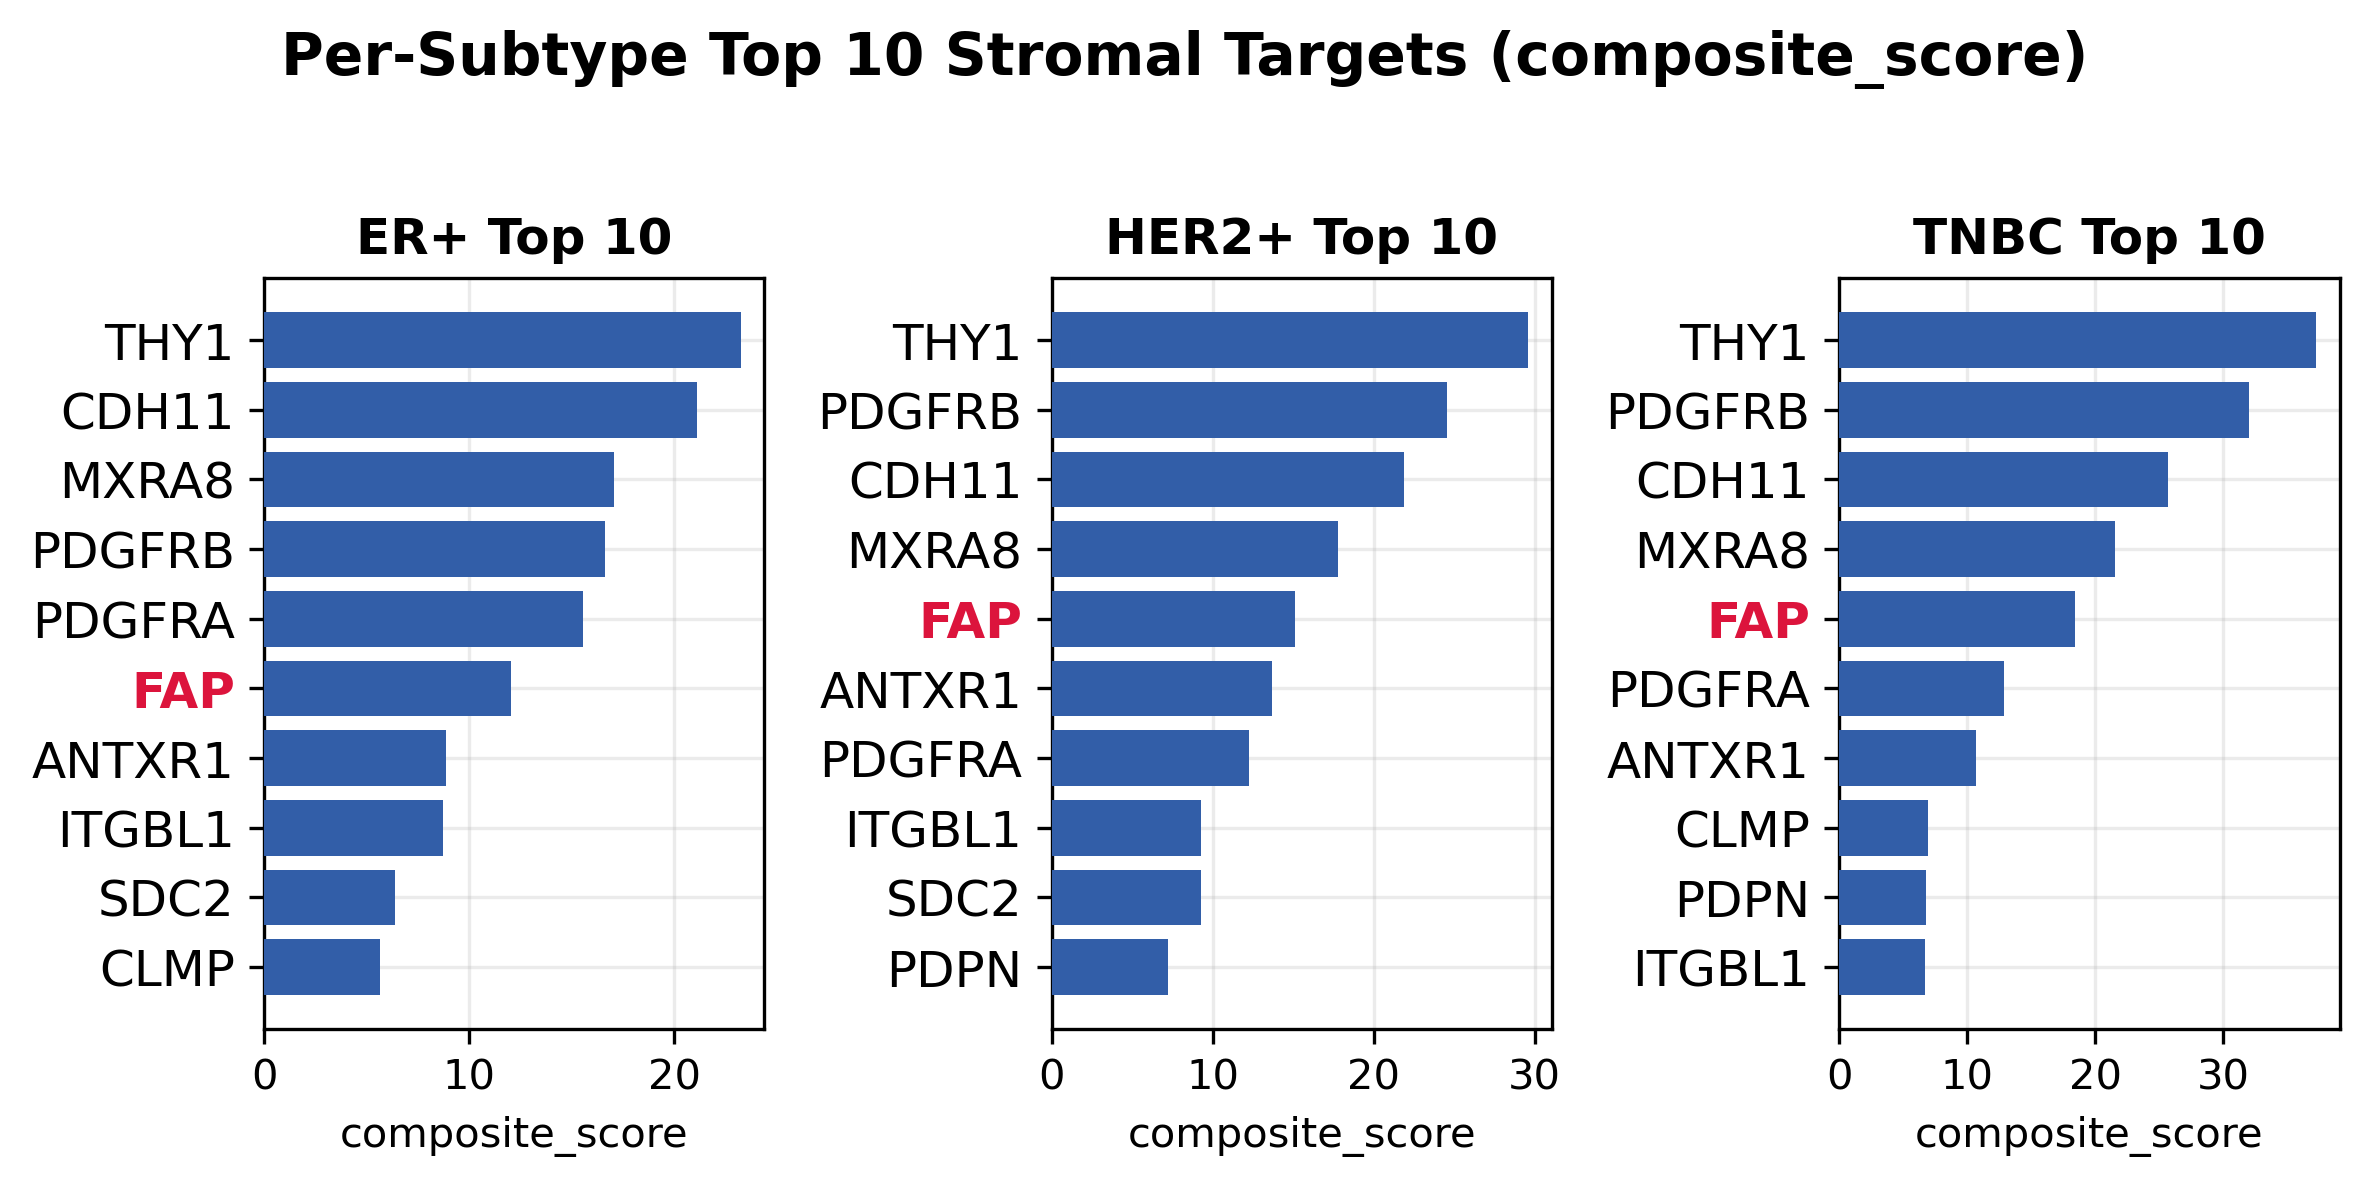 Per-Subtype Top 10 Stromal Targets (composite_score)
ER+ Top 10
THY1
CDH11
MXRA8
PDGFRB
PDGFRA
FAP
ANTXR1
ITGBL1
SDC2
CLMP
0 10 20
composite_score
HER2+ Top 10
THY1
PDGFRB
CDH11
MXRA8
FAP
ANTXR1
PDGFRA
ITGBL1
SDC2
PDPN
0 10 20 30
composite_score
TNBC Top 10
THY1
PDGFRB
CDH11
MXRA8
FAP
PDGFRA
ANTXR1
CLMP
PDPN
ITGBL1
0 10 20 30
composite_score